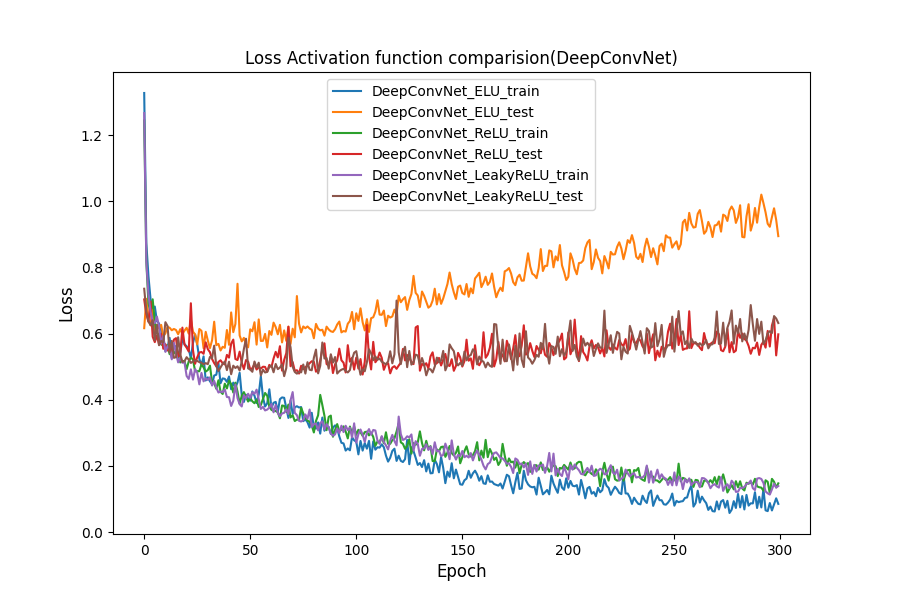 Loss Activation function comparision(DeepConvNet)
DeepConvNet_ELU_train
DeepConvNet_ELU_test
DeepConvNet_ReLU_train
DeepConvNet_ReLU_test
DeepConvNet_LeakyReLU_train
DeepConvNet_LeakyReLU_test
1.2
1.0
0.8
0.6
0.4
0.2
0.0
Loss
0 50 100 150 200 250 300
Epoch